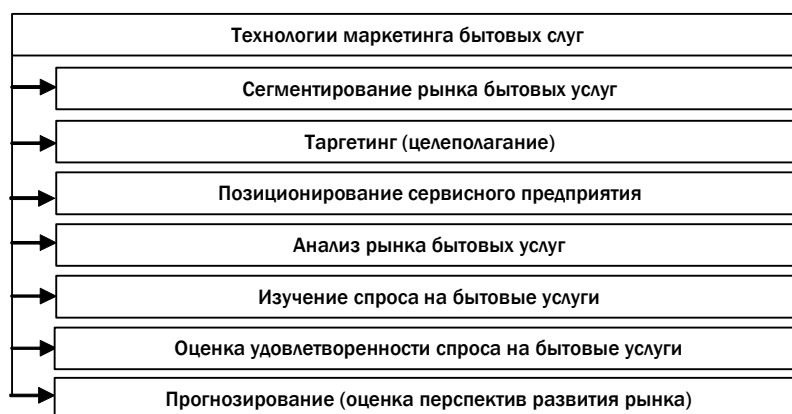 Технологии маркетинга бытовых слуг
Сегментирование рынка бытовых услуг
Таргетинг (целеполагание)
Позиционирование сервисного предприятия
Анализ рынка бытовых услуг
Изучение спроса на бытовые услуги
Оценка удовлетворенности спроса на бытовые услуги
Прогнозирование (оценка перспектив развития рынка)